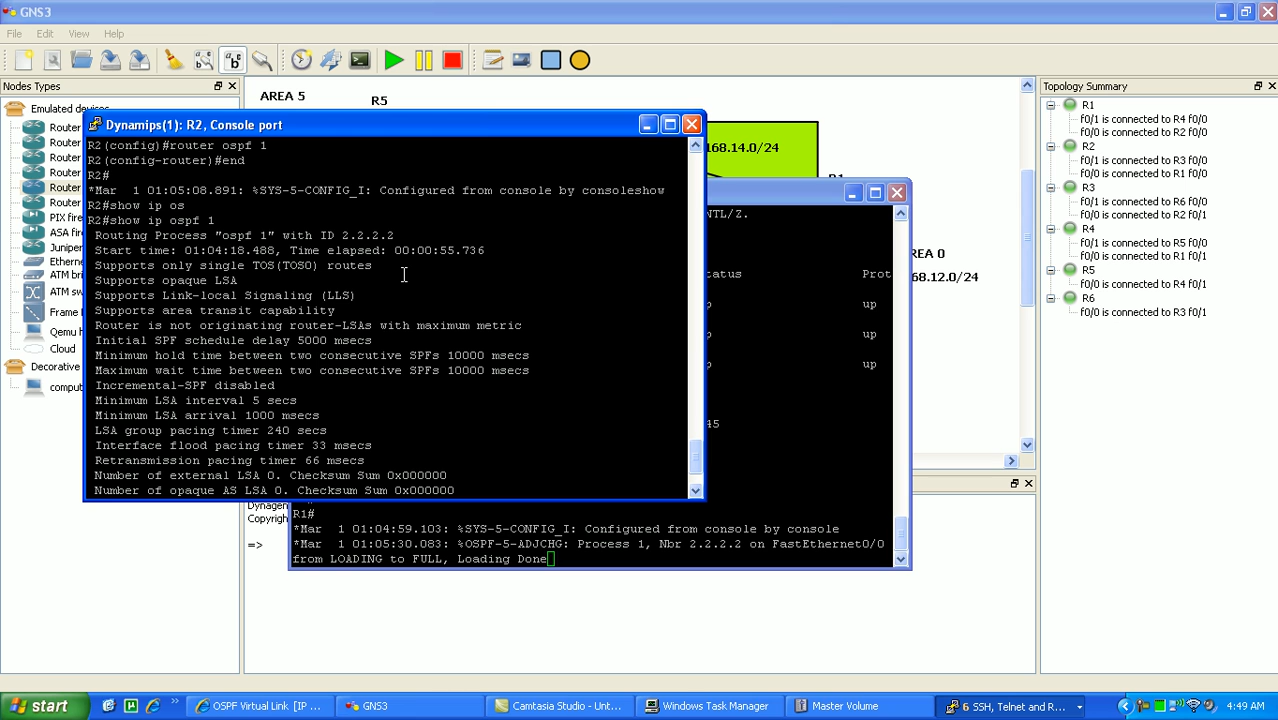 GNS3
File Edit View Help
Nodes Types
Emulated devices
Router
Router
Router
Router
Router
Router
PIX fire
ASA fire
Juniper
Etherne
ATM bri
ATM sw
Frame
Qemu h
Cloud
Decorative
comput
AREA 5
R5
168.14.0/24
R1
AREA 0
168.12.0/24
Dynamips(1): R2, Console port
R2(config)#router ospf 1
R2(config-router)#end
R2#
*Mar 1 01:05:08.891: %SYS-5-CONFIG_I: Configured from console by consoleshow
R2#show ip os
R2#show ip ospf 1
Routing Process "ospf 1" with ID 2.2.2.2
Start time: 01:04:18.488, Time elapsed: 00:00:55.736
Supports only single TOS(TOS0) routes
Supports opaque LSA
Supports Link-local Signaling (LLS)
Supports area transit capability
Router is not originating router-LSAs with maximum metric
Initial SPF schedule delay 5000 msecs
Minimum hold time between two consecutive SPFs 10000 msecs
Maximum wait time between two consecutive SPFs 10000 msecs
Incremental-SPF disabled
Minimum LSA interval 5 secs
Minimum LSA arrival 1000 msecs
LSA group pacing timer 240 secs
Interface flood pacing timer 33 msecs
Retransmission pacing timer 66 msecs
Number of external LSA 0. Checksum Sum 0x000000
Number of opaque AS LSA 0. Checksum Sum 0x000000
NTL/Z.
tatus Prot
p up
p up
p up
45
R1#
*Mar 1 01:04:59.103: %SYS-5-CONFIG_I: Configured from console by console
*Mar 1 01:05:30.083: %OSPF-5-ADJCHG: Process 1, Nbr 2.2.2.2 on FastEthernet0/0
from LOADING to FULL, Loading Done
Dynagen
Copyrigh
=>
Topology Summary
R1
f0/1 is connected to R4 f0/0
f0/0 is connected to R2 f0/0
R2
f0/1 is connected to R3 f0/0
f0/0 is connected to R1 f0/0
R3
f0/1 is connected to R6 f0/0
f0/0 is connected to R2 f0/1
R4
f0/1 is connected to R5 f0/0
f0/0 is connected to R1 f0/1
R5
f0/0 is connected to R4 f0/1
R6
f0/0 is connected to R3 f0/1
start
OSPF Virtual Link [IP ...
GNS3
Camtasia Studio - Unt...
Windows Task Manager
Master Volume
6 SSH, Telnet and R...
4:49 AM